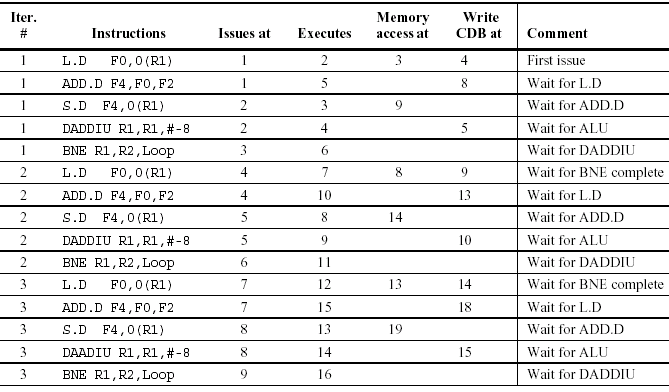 Iter. # Instructions Issues at Executes Memory access at Write CDB at Comment
1 L.D F0,0(R1) 1 2 3 4 First issue
1 ADD.D F4,F0,F2 1 5 8 Wait for L.D
1 S.D F4,0(R1) 2 3 9 Wait for ADD.D
1 DADDIU R1,R1,#-8 2 4 5 Wait for ALU
1 BNE R1,R2,Loop 3 6 Wait for DADDIU
2 L.D F0,0(R1) 4 7 8 9 Wait for BNE complete
2 ADD.D F4,F0,F2 4 10 13 Wait for L.D
2 S.D F4,0(R1) 5 8 14 Wait for ADD.D
2 DADDIU R1,R1,#-8 5 9 10 Wait for ALU
2 BNE R1,R2,Loop 6 11 Wait for DADDIU
3 L.D F0,0(R1) 7 12 13 14 Wait for BNE complete
3 ADD.D F4,F0,F2 7 15 18 Wait for L.D
3 S.D F4,0(R1) 8 13 19 Wait for ADD.D
3 DAADIU R1,R1,#-8 8 14 15 Wait for ALU
3 BNE R1,R2,Loop 9 16 Wait for DADDIU